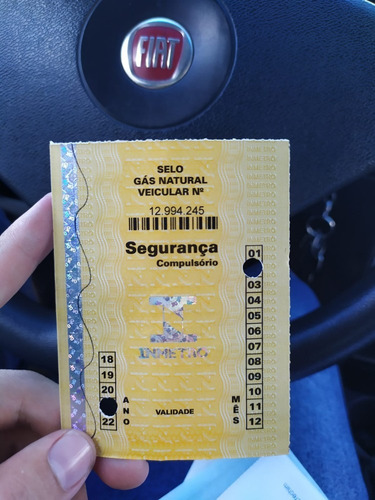 FIAT
SELO
GÁS NATURAL
VEICULAR Nº
12.994.245
Segurança
Compulsório
INMETRO
01
03
04
05
06
07
08
09
10
11
12
MÊS
18
19
20
22
ANO
VALIDADE